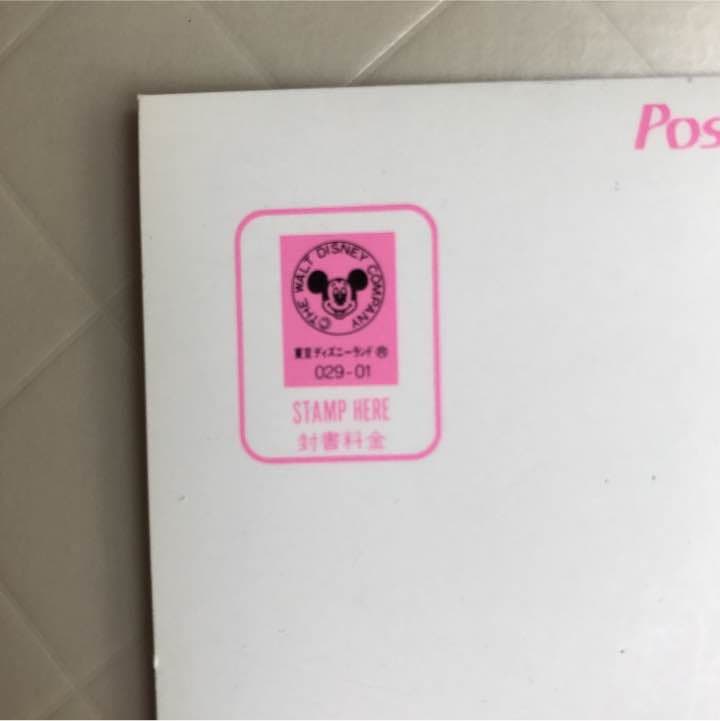 Pos
©THE WALT DISNEY COMPANY
東京ディズニーランド
029-01
STAMP HERE
封書料金